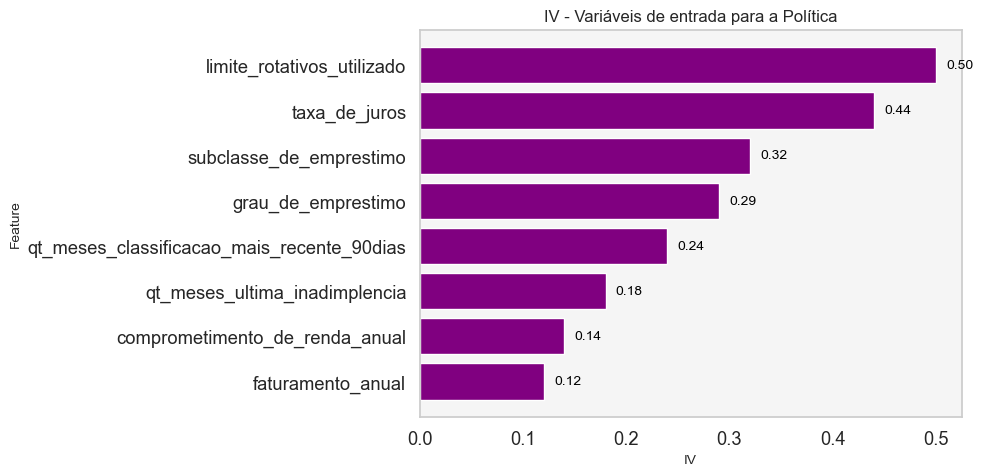 IV - Variáveis de entrada para a Política
Feature
limite_rotativos_utilizado
0.50
taxa_de_juros
0.44
subclasse_de_emprestimo
0.32
grau_de_emprestimo
0.29
qt_meses_classificacao_mais_recente_90dias
0.24
qt_meses_ultima_inadimplencia
0.18
comprometimento_de_renda_anual
0.14
faturamento_anual
0.12
0.0 0.1 0.2 0.3 0.4 0.5
IV